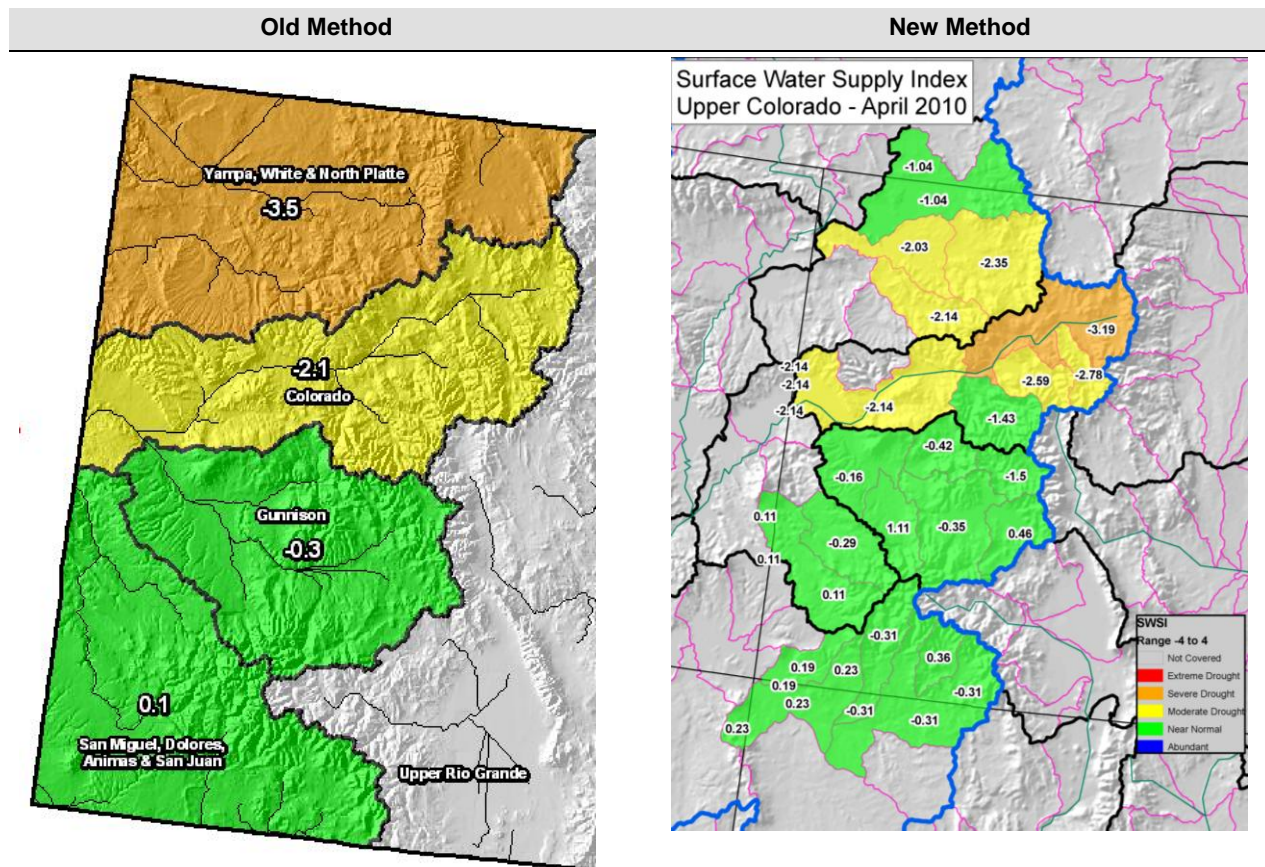 Old Method
New Method
Yampa, White & North Platte
-3.5
-2.1
Colorado
Gunnison
-0.3
0.1
San Miguel, Dolores,
Animas & San Juan
Upper Rio Grande
Surface Water Supply Index
Upper Colorado - April 2010
-1.04
-1.04
-2.03
-2.35
-2.14
-3.19
-2.14
-2.14
-2.14
-2.14
-2.59
-2.78
-1.43
-0.42
-0.16
-1.5
0.11
1.11
-0.35
0.46
-0.29
0.11
0.11
-0.31
0.19
0.23
0.36
0.19
-0.31
0.23
-0.31
-0.31
0.23
SWSI
Range -4 to 4
Not Covered
Extreme Drought
Severe Drought
Moderate Drought
Near Normal
Abundant